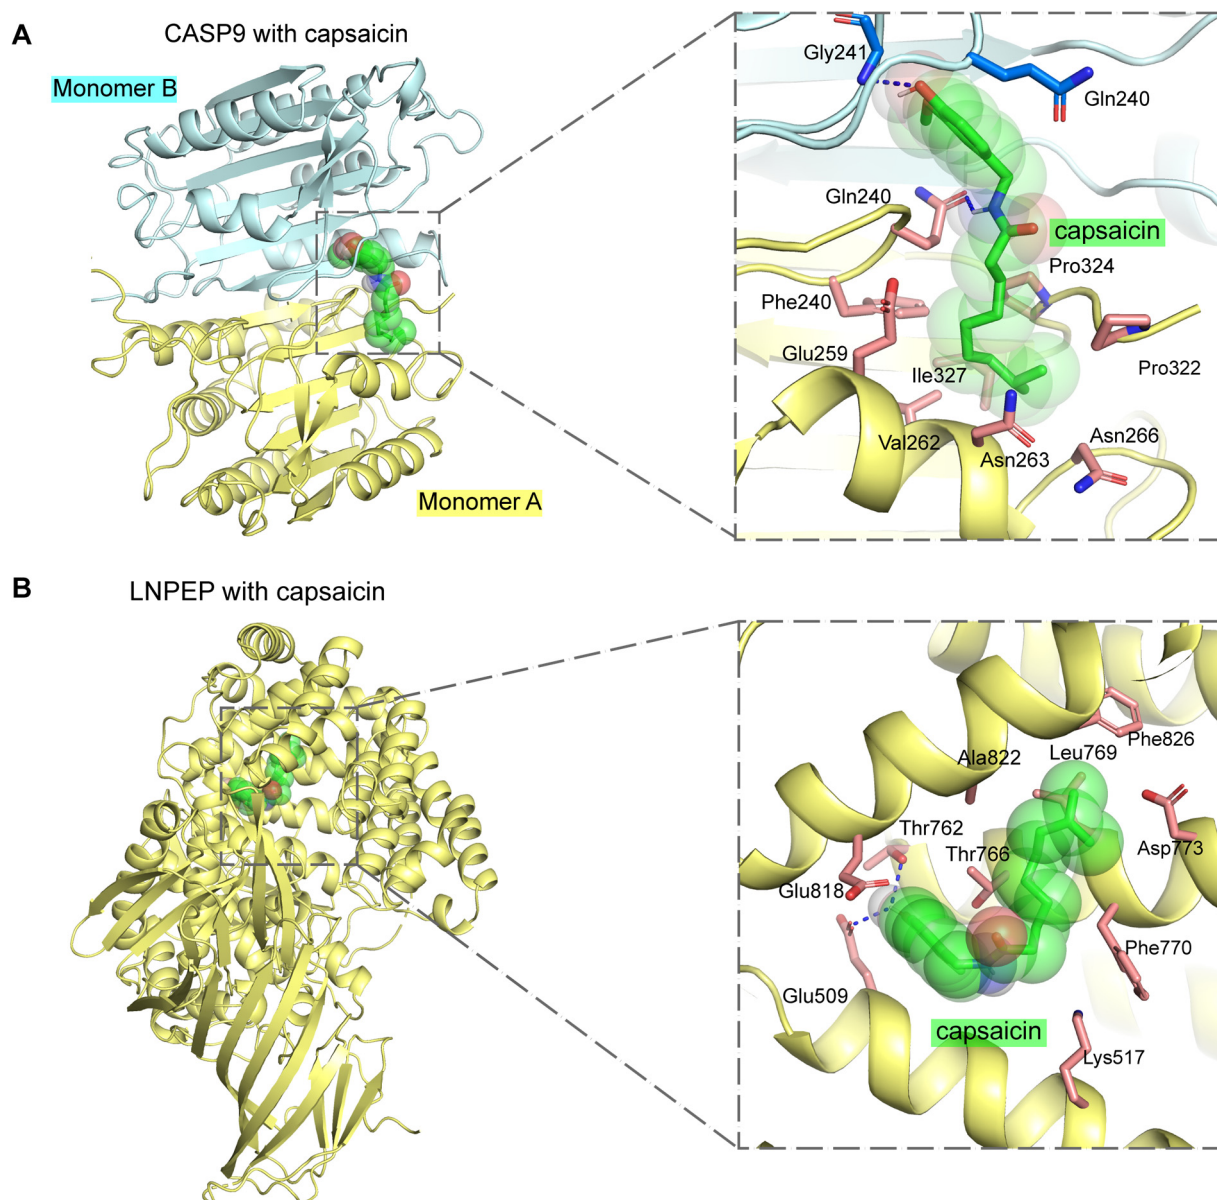 A
CASP9 with capsaicin
Monomer B
Monomer A
Gly241
Gln240
Gln240
capsaicin
Pro324
Phe240
Glu259
Ile327
Pro322
Val262
Asn263
Asn266
B
LNPEP with capsaicin
Phe826
Leu769
Ala822
Thr762
Thr766
Asp773
Glu818
Phe770
Glu509
capsaicin
Lys517